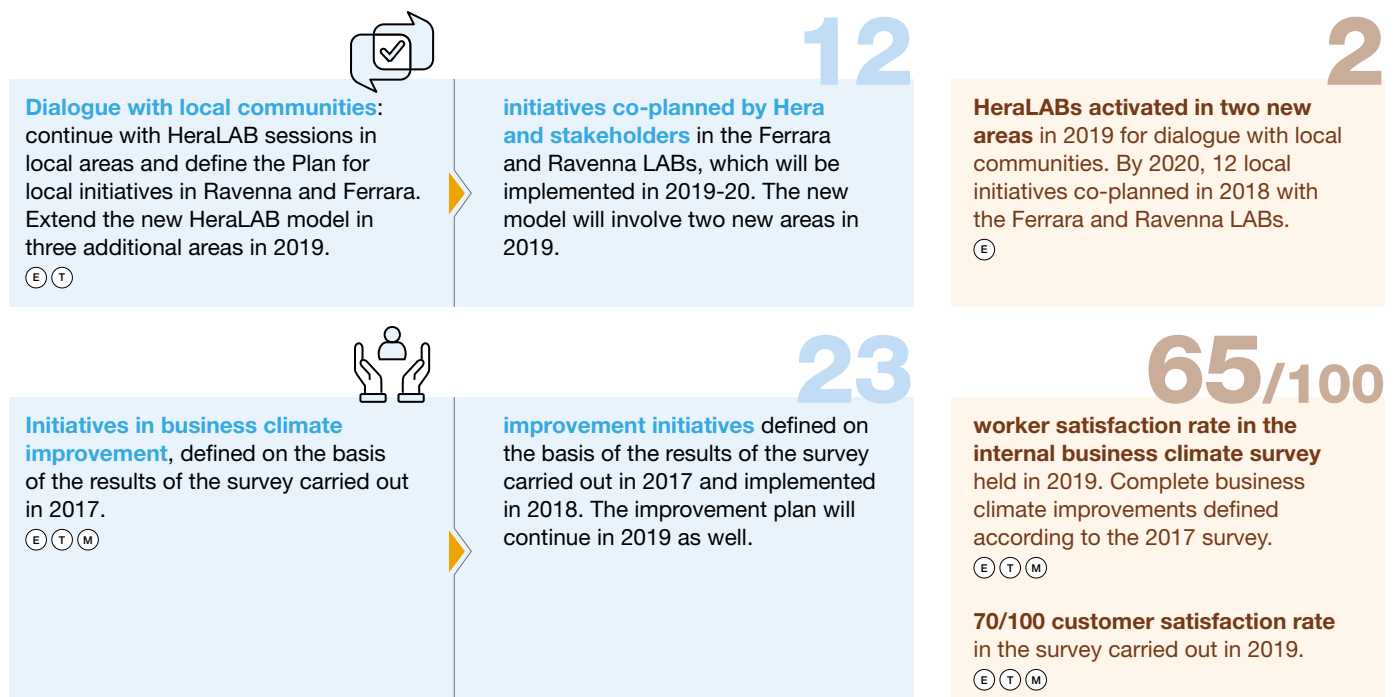 12
2
Dialogue with local communities:
continue with HeraLAB sessions in
local areas and define the Plan for
local initiatives in Ravenna and Ferrara.
Extend the new HeraLAB model in
three additional areas in 2019.
E T
initiatives co-planned by Hera
and stakeholders in the Ferrara
and Ravenna LABs, which will be
implemented in 2019-20. The new
model will involve two new areas in
2019.
HeraLABs activated in two new
areas in 2019 for dialogue with local
communities. By 2020, 12 local
initiatives co-planned in 2018 with
the Ferrara and Ravenna LABs.
E
23
65/100
Initiatives in business climate
improvement, defined on the basis
of the results of the survey carried out
in 2017.
E T M
improvement initiatives defined on
the basis of the results of the survey
carried out in 2017 and implemented
in 2018. The improvement plan will
continue in 2019 as well.
worker satisfaction rate in the
internal business climate survey
held in 2019. Complete business
climate improvements defined
according to the 2017 survey.
E T M
70/100 customer satisfaction rate
in the survey carried out in 2019.
E T M